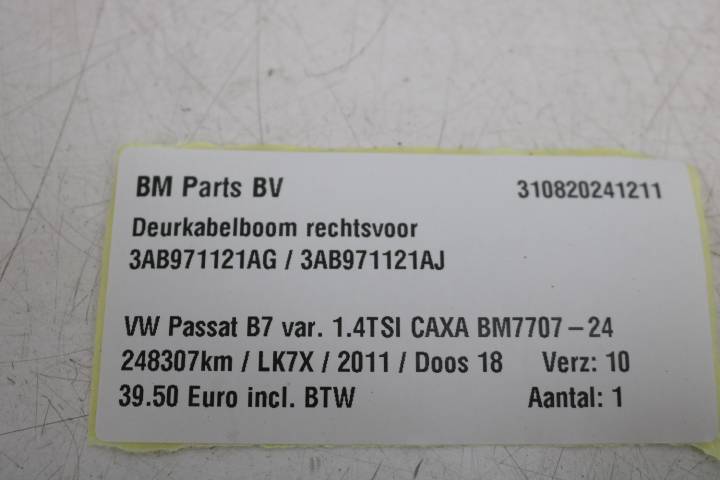 BM Parts BV 310820241211
Deurkabelboom rechtsvoor
3AB971121AG / 3AB971121AJ
VW Passat B7 var. 1.4TSI CAXA BM7707-24
248307km / LK7X / 2011 / Doos 18 Verz: 10
39.50 Euro incl. BTW Aantal: 1